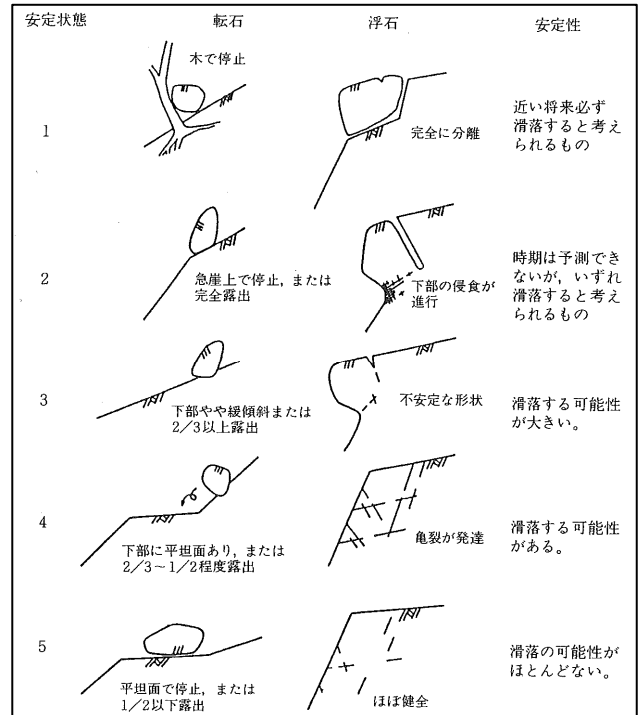 安定状態 転石 浮石 安定性
木で停止
1
完全に分離
近い将来必ず
滑落すると考え
られるもの
2
急崖上で停止，または
完全露出
下部の侵食が
進行
時期は予測でき
ないが，いずれ
滑落すると考え
られるもの
3
下部やや緩傾斜または
2/3以上露出
不安定な形状
滑落する可能性
が大きい。
4
下部に平坦面あり，または
2/3～1/2程度露出
亀裂が発達
滑落する可能性
がある。
5
平坦面で停止，または
1/2以下露出
ほぼ健全
滑落の可能性が
ほとんどない。